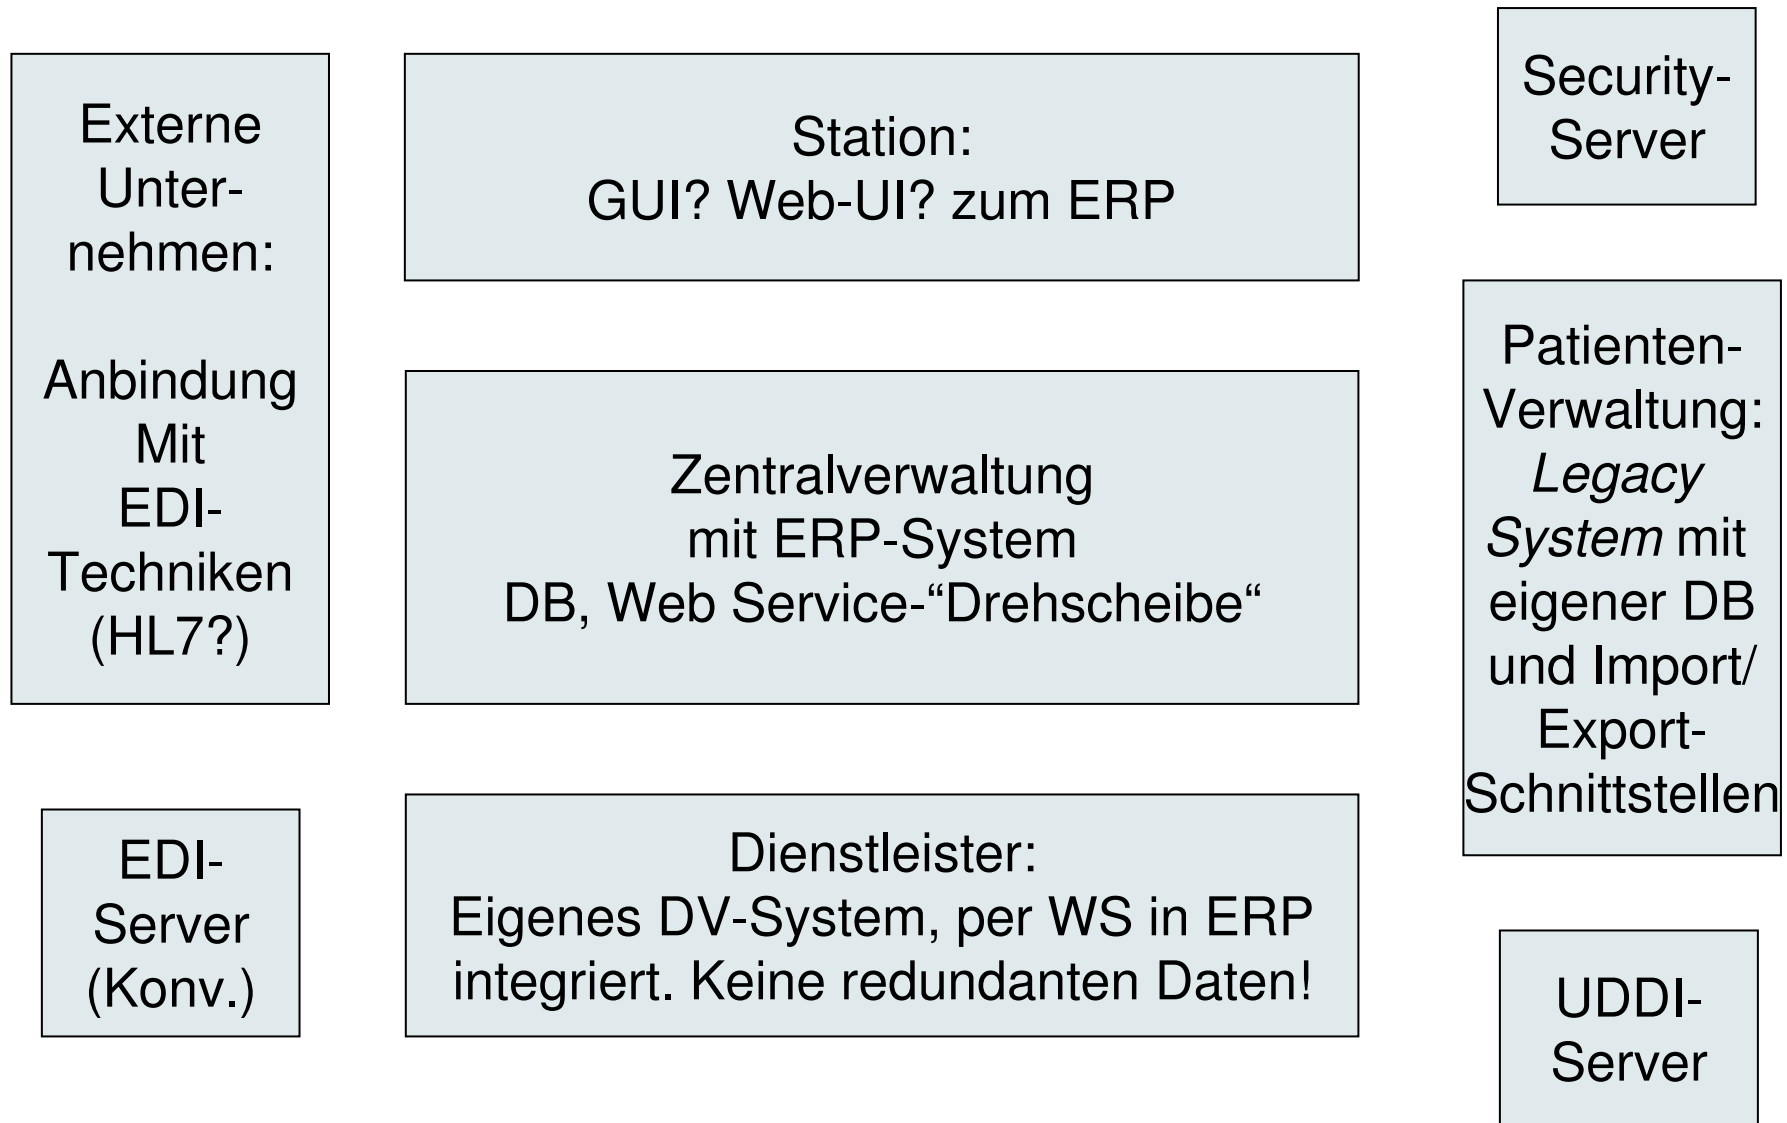 Externe
Unter-
nehmen:
Anbindung
Mit
EDI-
Techniken
(HL7?)
EDI-
Server
(Konv.)
Station:
GUI? Web-UI? zum ERP
Zentralverwaltung
mit ERP-System
DB, Web Service-“Drehscheibe“
Dienstleister:
Eigenes DV-System, per WS in ERP
integriert. Keine redundanten Daten!
Security-
Server
Patienten-
Verwaltung:
Legacy
System mit
eigener DB
und Import/
Export-
Schnittstellen
UDDI-
Server